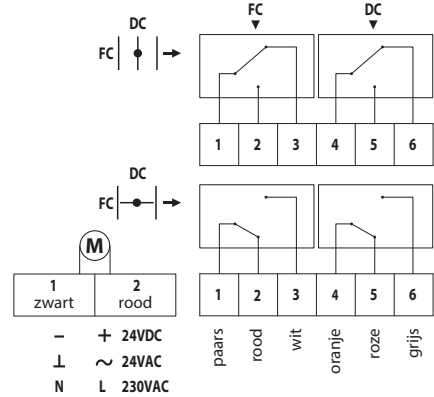 FC DC
DC
FC
1 2 3 4 5 6
DC
FC
M
1 2
zwart rood
1 2 3 4 5 6
paars rood wit oranje roze grijs
− + 24VDC
⊥ ~ 24VAC
N L 230VAC